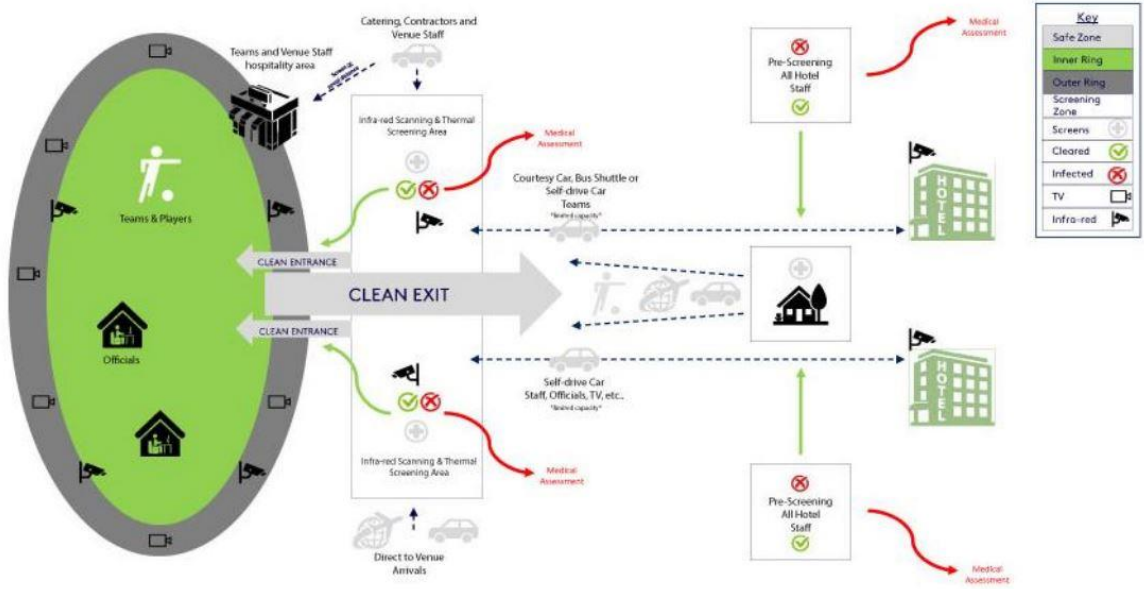 Catering, Contractors and
Venue Staff
Teams and Venue Staff
hospitality area
Infra-red Scanning & Thermal
Screening Area
Medical
Assessment
Teams & Players
CLEAN ENTRANCE
CLEAN EXIT
CLEAN ENTRANCE
Officials
Infra-red Scanning & Thermal
Screening Area
Medical
Assessment
Direct to Venue
Arrivals
Courtesy Car, Bus Shuttle or
Self-drive Car
Teams
*limited capacity*
Self-drive Car
Staff, Officials, TV, etc..
*limited capacity*
Pre-Screening
All Hotel
Staff
Medical
Assessment
HOTEL
HOTEL
Pre-Screening
All Hotel
Staff
Medical
Assessment
Key
Safe Zone
Inner Ring
Outer Ring
Screening
Zone
Screens
Cleared
Infected
TV
Infra-red